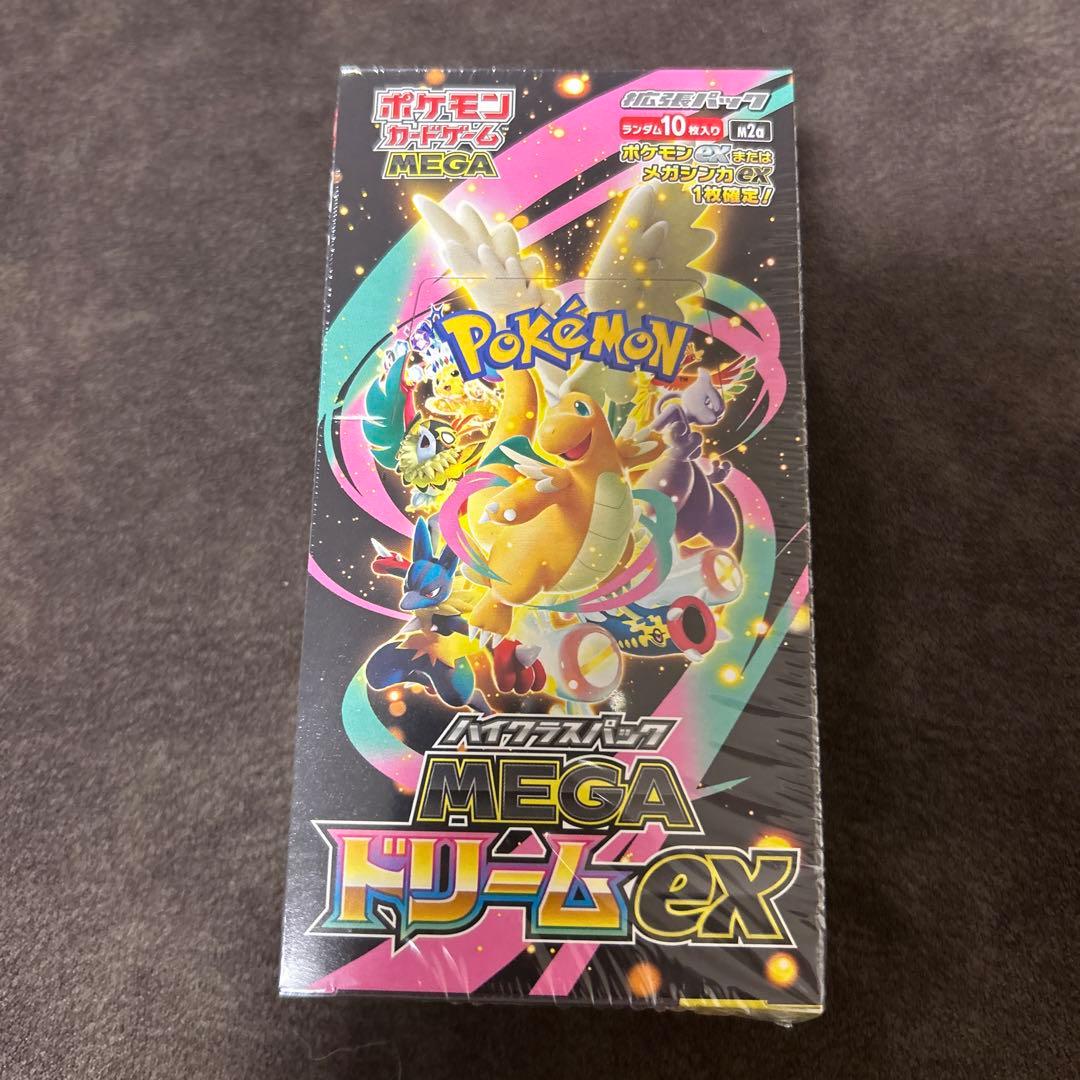 ポケモン
カードゲーム
MEGA
拡張パック
ランダム10枚入り M2a
ポケモンexまたは
メガシンカex
1枚確定!
POKéMON
TM
ハイクラスパック
MEGA
ドリームex